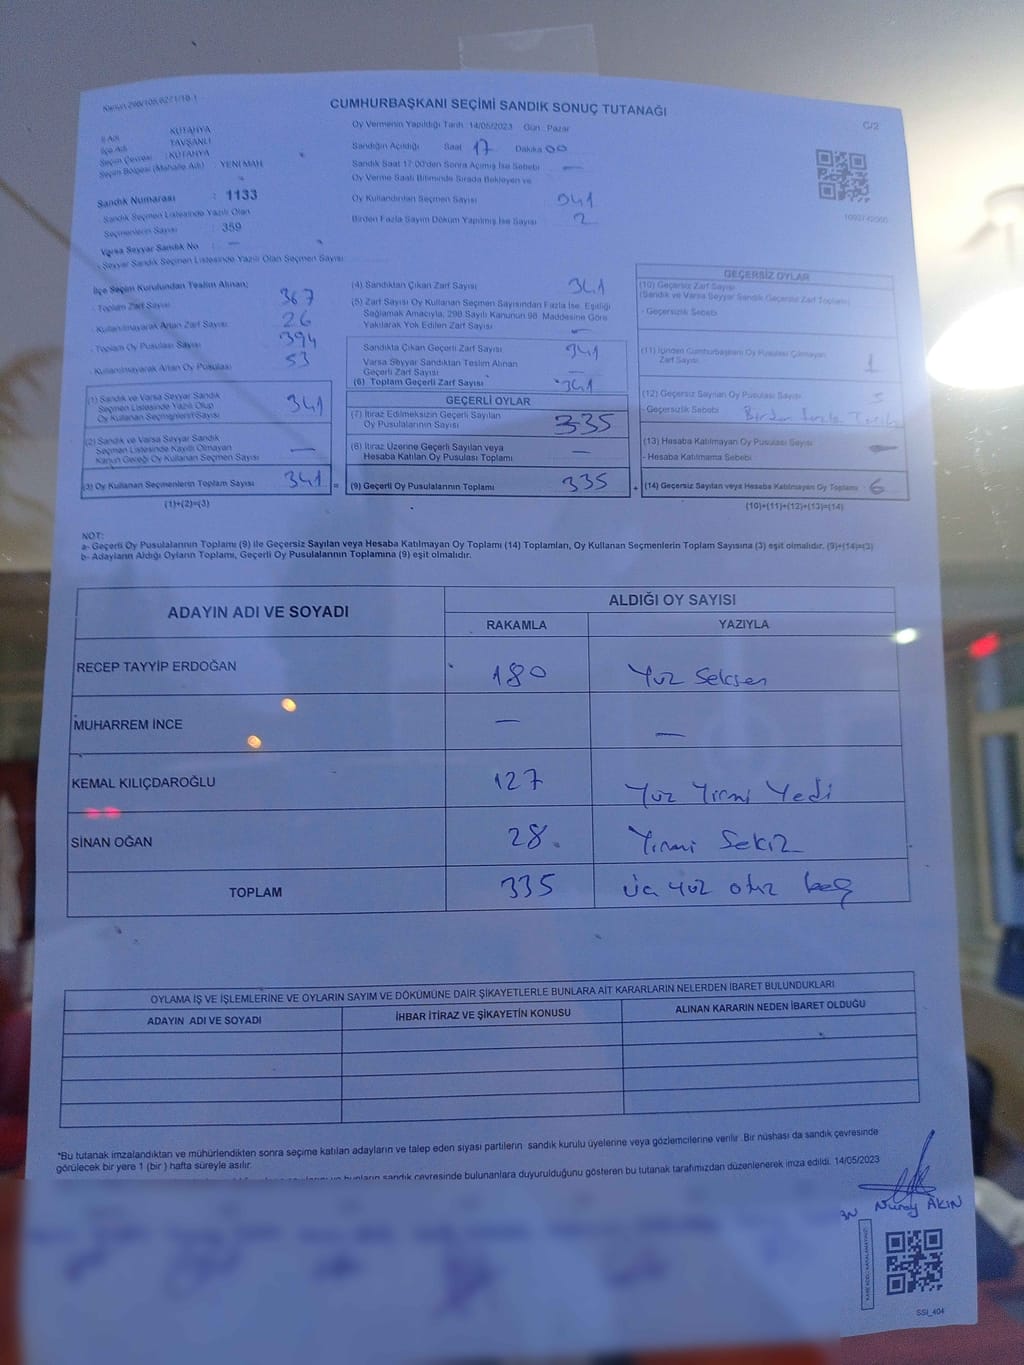 CUMHURBAŞKANI SEÇİMİ SANDIK SONUÇ TUTANAĞI
C/2
İl Adı KÜTAHYA
İlçe Adı TAVŞANLI
Seçim Çevresi : KÜTAHYA
Seçim Bölgesi (Mahalle Adı) : YENİ MAH.
Sandık Numarası : 1133
- Sandık Seçmen Listesinde Yazılı Olan
Seçmenlerin Sayısı : 359
Varsa Seyyar Sandık No : —
- Seyyar Sandık Seçmen Listesinde Yazılı Olan Seçmen Sayısı:
Oy Vermenin Yapıldığı Tarih: 14/05/2023 Gün: Pazar
Sandığın Açıldığı Saat 17 Dakika 00
Sandık Saat 17:00'den Sonra Açılmış İse Sebebi —
Oy Verme Saati Bitiminde Sırada Bekleyen ve
Oy Kullandırılan Seçmen Sayısı 341
Birden Fazla Sayım Döküm Yapılmış İse Sayısı 2
İlçe Seçim Kurulundan Teslim Alınan;
- Toplam Zarf Sayısı 367
- Kullanılmayarak Artan Zarf Sayısı 26
- Toplam Oy Pusulası Sayısı 394
- Kullanılmayarak Artan Oy Pusulası 53
(1) Sandık ve Varsa Seyyar Sandık
Seçmen Listesinde Yazılı Olup
Oy Kullanan Seçmenlerin Sayısı 341
(2) Sandık ve Varsa Seyyar Sandık
Seçmen Listesinde Kayıtlı Olmayan
Kanun Gereği Oy Kullanan Seçmen Sayısı —
(3) Oy Kullanan Seçmenlerin Toplam Sayısı 341 =
(1)+(2)=(3)
(4) Sandıktan Çıkan Zarf Sayısı 341
(5) Zarf Sayısı Oy Kullanan Seçmen Sayısından Fazla İse, Eşitliği
Sağlamak Amacıyla, 298 Sayılı Kanunun 98. Maddesine Göre
Yakılarak Yok Edilen Zarf Sayısı —
Sandıkta Çıkan Geçerli Zarf Sayısı 341
Varsa Seyyar Sandıktan Teslim Alınan
Geçerli Zarf Sayısı —
(6) Toplam Geçerli Zarf Sayısı 341
GEÇERLİ OYLAR
(7) İtiraz Edilmeksizin Geçerli Sayılan
Oy Pusulalarının Sayısı 335
(8) İtiraz Üzerine Geçerli Sayılan veya
Hesaba Katılan Oy Pusulası Toplamı —
(9) Geçerli Oy Pusulalarının Toplamı 335 +
GEÇERSİZ OYLAR
(10) Geçersiz Zarf Sayısı
(Sandık ve Varsa Seyyar Sandık Geçersiz Zarf Toplamı)
- Geçersizlik Sebebi
(11) İçinden Cumhurbaşkanı Oy Pusulası Çıkmayan
Zarf Sayısı 1
(12) Geçersiz Sayılan Oy Pusulası Sayısı 5
- Geçersizlik Sebebi Birden fazla Tercih
(13) Hesaba Katılmayan Oy Pusulası Sayısı —
- Hesaba Katılmama Sebebi
(14) Geçersiz Sayılan veya Hesaba Katılmayan Oy Toplamı 6
(10)+(11)+(12)+(13)=(14)
NOT:
a- Geçerli Oy Pusulalarının Toplamı (9) ile Geçersiz Sayılan veya Hesaba Katılmayan Oy Toplamı (14) Toplamları, Oy Kullanan Seçmenlerin Toplam Sayısına (3) eşit olmalıdır. (9)+(14)=(3)
b- Adayların Aldığı Oyların Toplamı, Geçerli Oy Pusulalarının Toplamına (9) eşit olmalıdır.
ADAYIN ADI VE SOYADI ALDIĞI OY SAYISI
RAKAMLA YAZIYLA
RECEP TAYYİP ERDOĞAN 180 Yüz Seksen
MUHARREM İNCE — —
KEMAL KILIÇDAROĞLU 127 Yüz Yirmi Yedi
SİNAN OĞAN 28. Yirmi Sekiz
TOPLAM 335 Üç yüz otuz beş
OYLAMA İŞ VE İŞLEMLERİNE VE OYLARIN SAYIM VE DÖKÜMÜNE DAİR ŞİKAYETLERLE BUNLARA AİT KARARLARIN NELERDEN İBARET BULUNDUKLARI
ADAYIN ADI VE SOYADI İHBAR İTİRAZ VE ŞİKAYETİN KONUSU ALINAN KARARIN NEDEN İBARET OLDUĞU
*Bu tutanak imzalandıktan ve mühürlendikten sonra seçime katılan adayların ve talep eden siyasi partilerin sandık kurulu üyelerine veya gözlemcilerine verilir. Bir nüshası da sandık çevresinde
görülecek bir yere 1 (bir) hafta süreyle asılır.
bunların sandık çevresinde bulunanlara duyurulduğunu gösteren bu tutanak tarafımızdan düzenlenerek imza edildi. 14/05/2023
Nuray AKIN
SSI_404